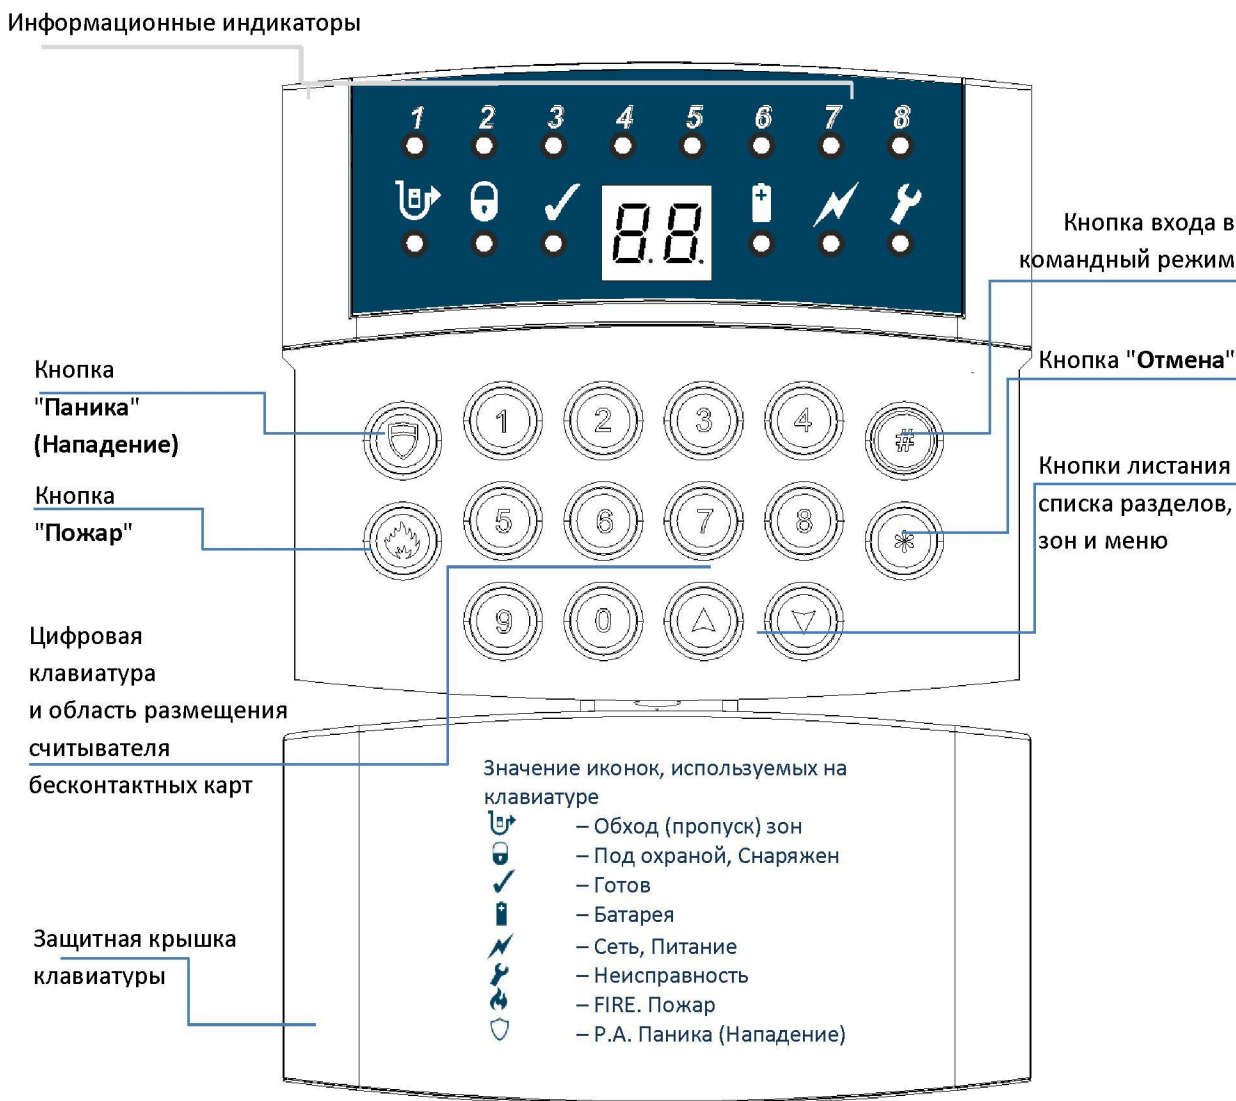 Информационные индикаторы
1 2 3 4 5 6 7 8
8.8.
Кнопка входа в
командный режим
Кнопка
"Паника"
(Нападение)
Кнопка "Отмена"
1 2 3 4 #
Кнопки листания
списка разделов,
зон и меню
Кнопка
"Пожар"
5 6 7 8 *
9 0
Цифровая
клавиатура
и область размещения
считывателя
бесконтактных карт
Значение иконок, используемых на
клавиатуре
– Обход (пропуск) зон
– Под охраной, Снаряжен
– Готов
– Батарея
– Сеть, Питание
– Неисправность
– FIRE. Пожар
– P.A. Паника (Нападение)
Защитная крышка
клавиатуры